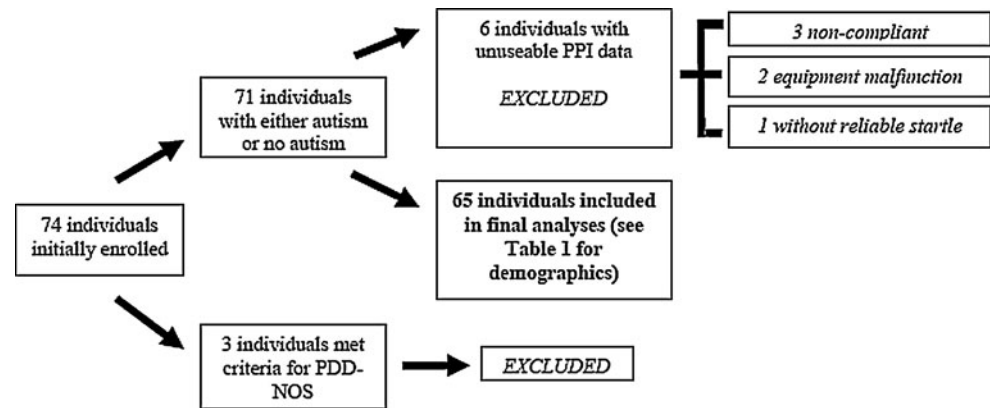 74 individuals
initially enrolled
71 individuals
with either autism
or no autism
6 individuals with
unuseable PPI data
EXCLUDED
3 non-compliant
2 equipment malfunction
1 without reliable startle
65 individuals included
in final analyses (see
Table 1 for
demographics)
3 individuals met
criteria for PDD-
NOS
EXCLUDED